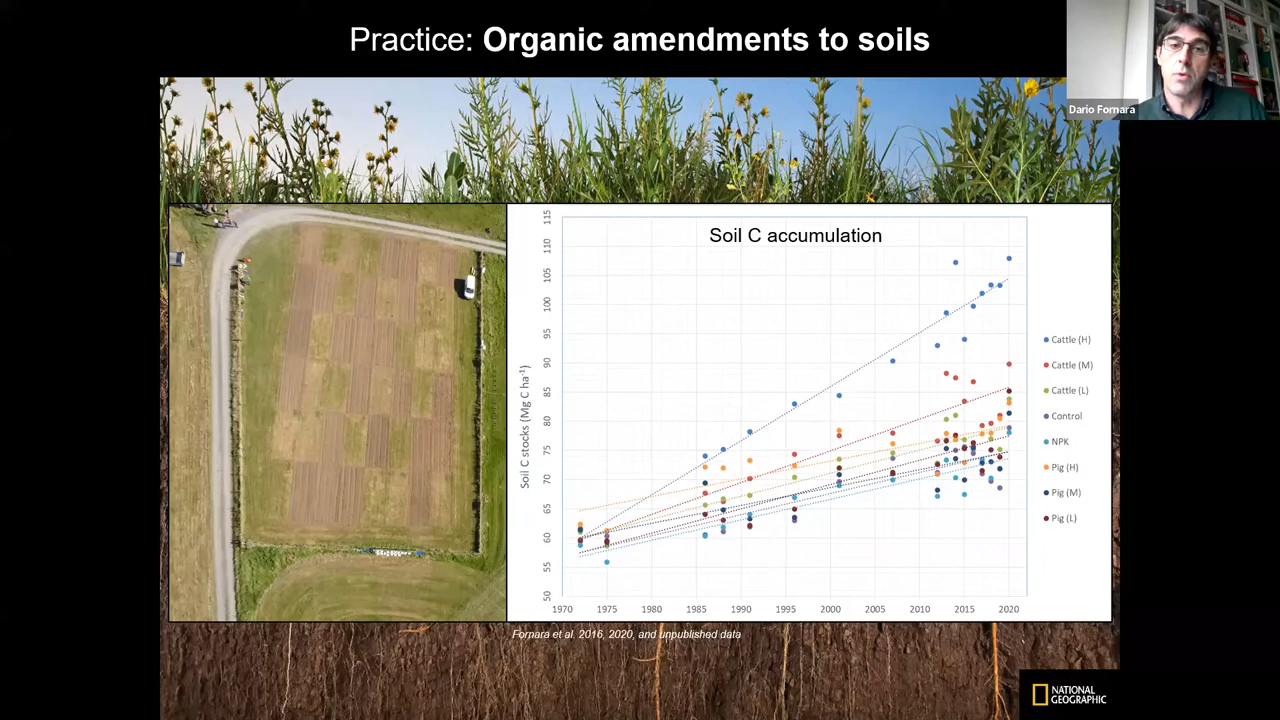 Practice: Organic amendments to soils
Dario Fornara
Soil C accumulation
Soil C stocks (Mg C ha⁻¹)
115
110
105
100
95
90
85
80
75
70
65
60
55
50
1970
1975
1980
1985
1990
1995
2000
2005
2010
2015
2020
Cattle (H)
Cattle (M)
Cattle (L)
Control
NPK
Pig (H)
Pig (M)
Pig (L)
Fornara et al. 2016, 2020, and unpublished data
NATIONAL
GEOGRAPHIC